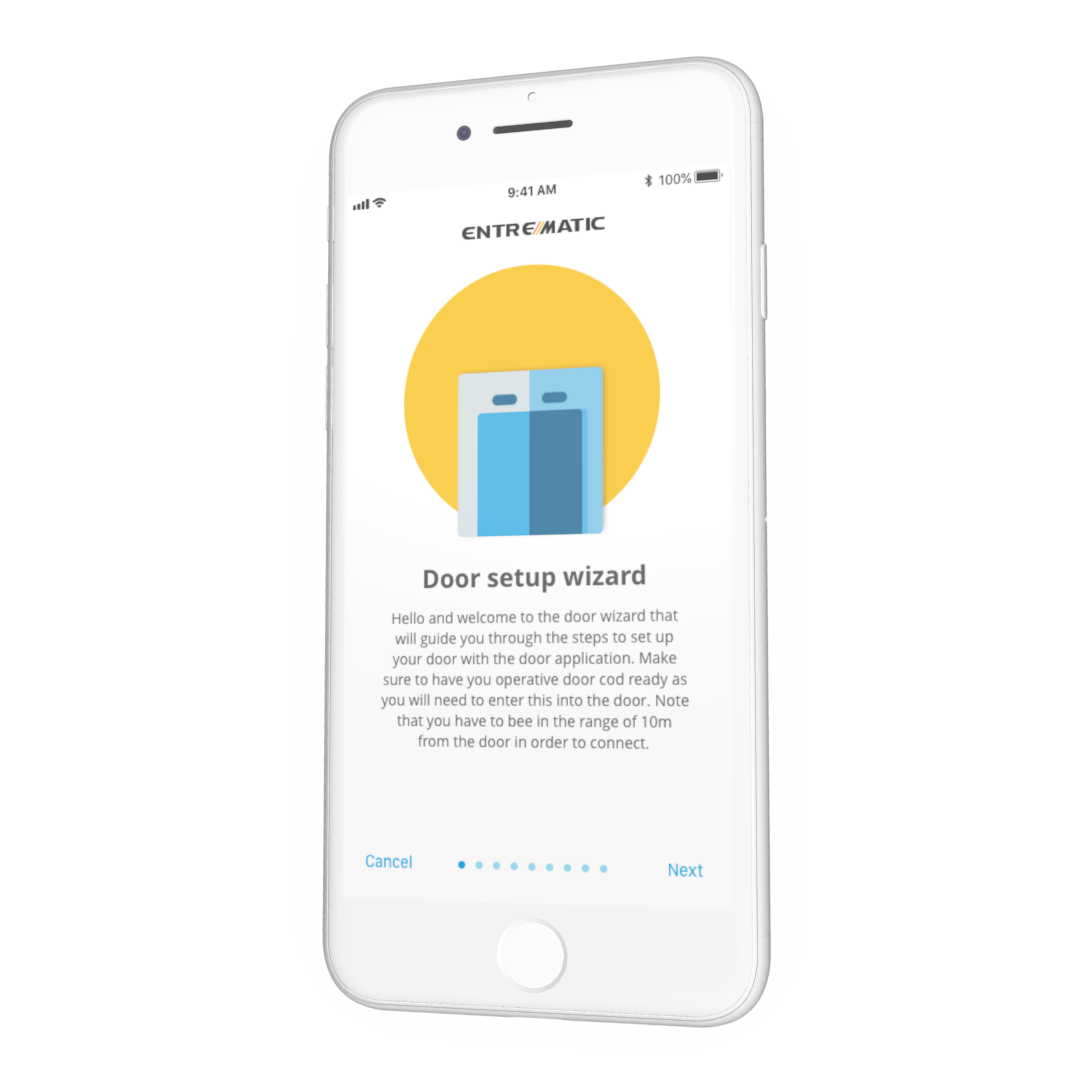 9:41 AM
100%
ENTREMATIC
Door setup wizard
Hello and welcome to the door wizard that
will guide you through the steps to set up
your door with the door application. Make
sure to have you operative door cod ready as
you will need to enter this into the door. Note
that you have to bee in the range of 10m
from the door in order to connect.
Cancel
Next